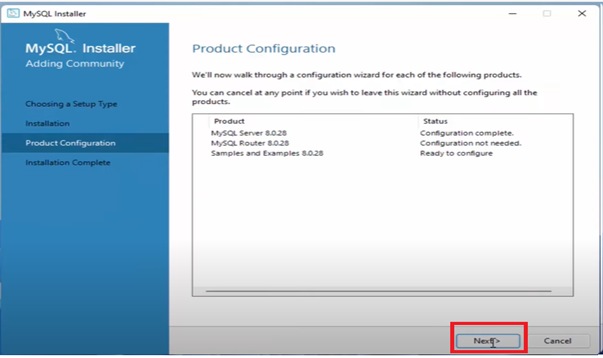 MySQL Installer
MySQL. Installer
Adding Community
Choosing a Setup Type
Installation
Product Configuration
Installation Complete
Product Configuration
We'll now walk through a configuration wizard for each of the following products.
You can cancel at any point if you wish to leave this wizard without configuring all the
products.
Product Status
MySQL Server 8.0.28 Configuration complete.
MySQL Router 8.0.28 Configuration not needed.
Samples and Examples 8.0.28 Ready to configure
Next > Cancel